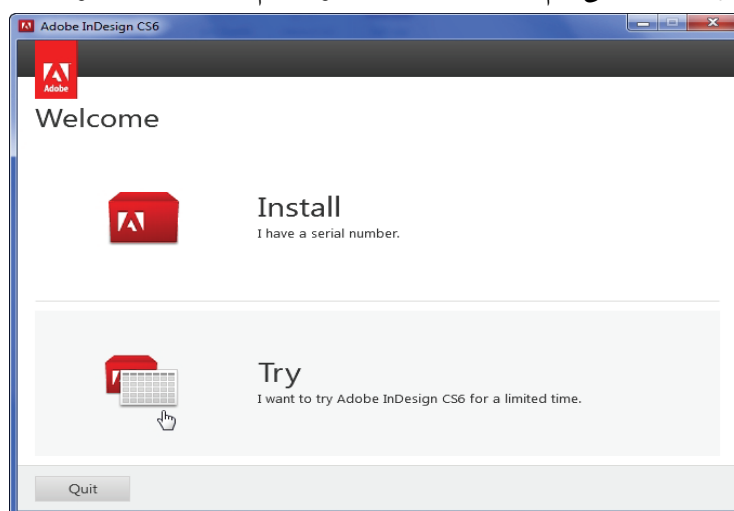 Adobe InDesign CS6
Adobe
Welcome
Install
I have a serial number.
Try
I want to try Adobe InDesign CS6 for a limited time.
Quit